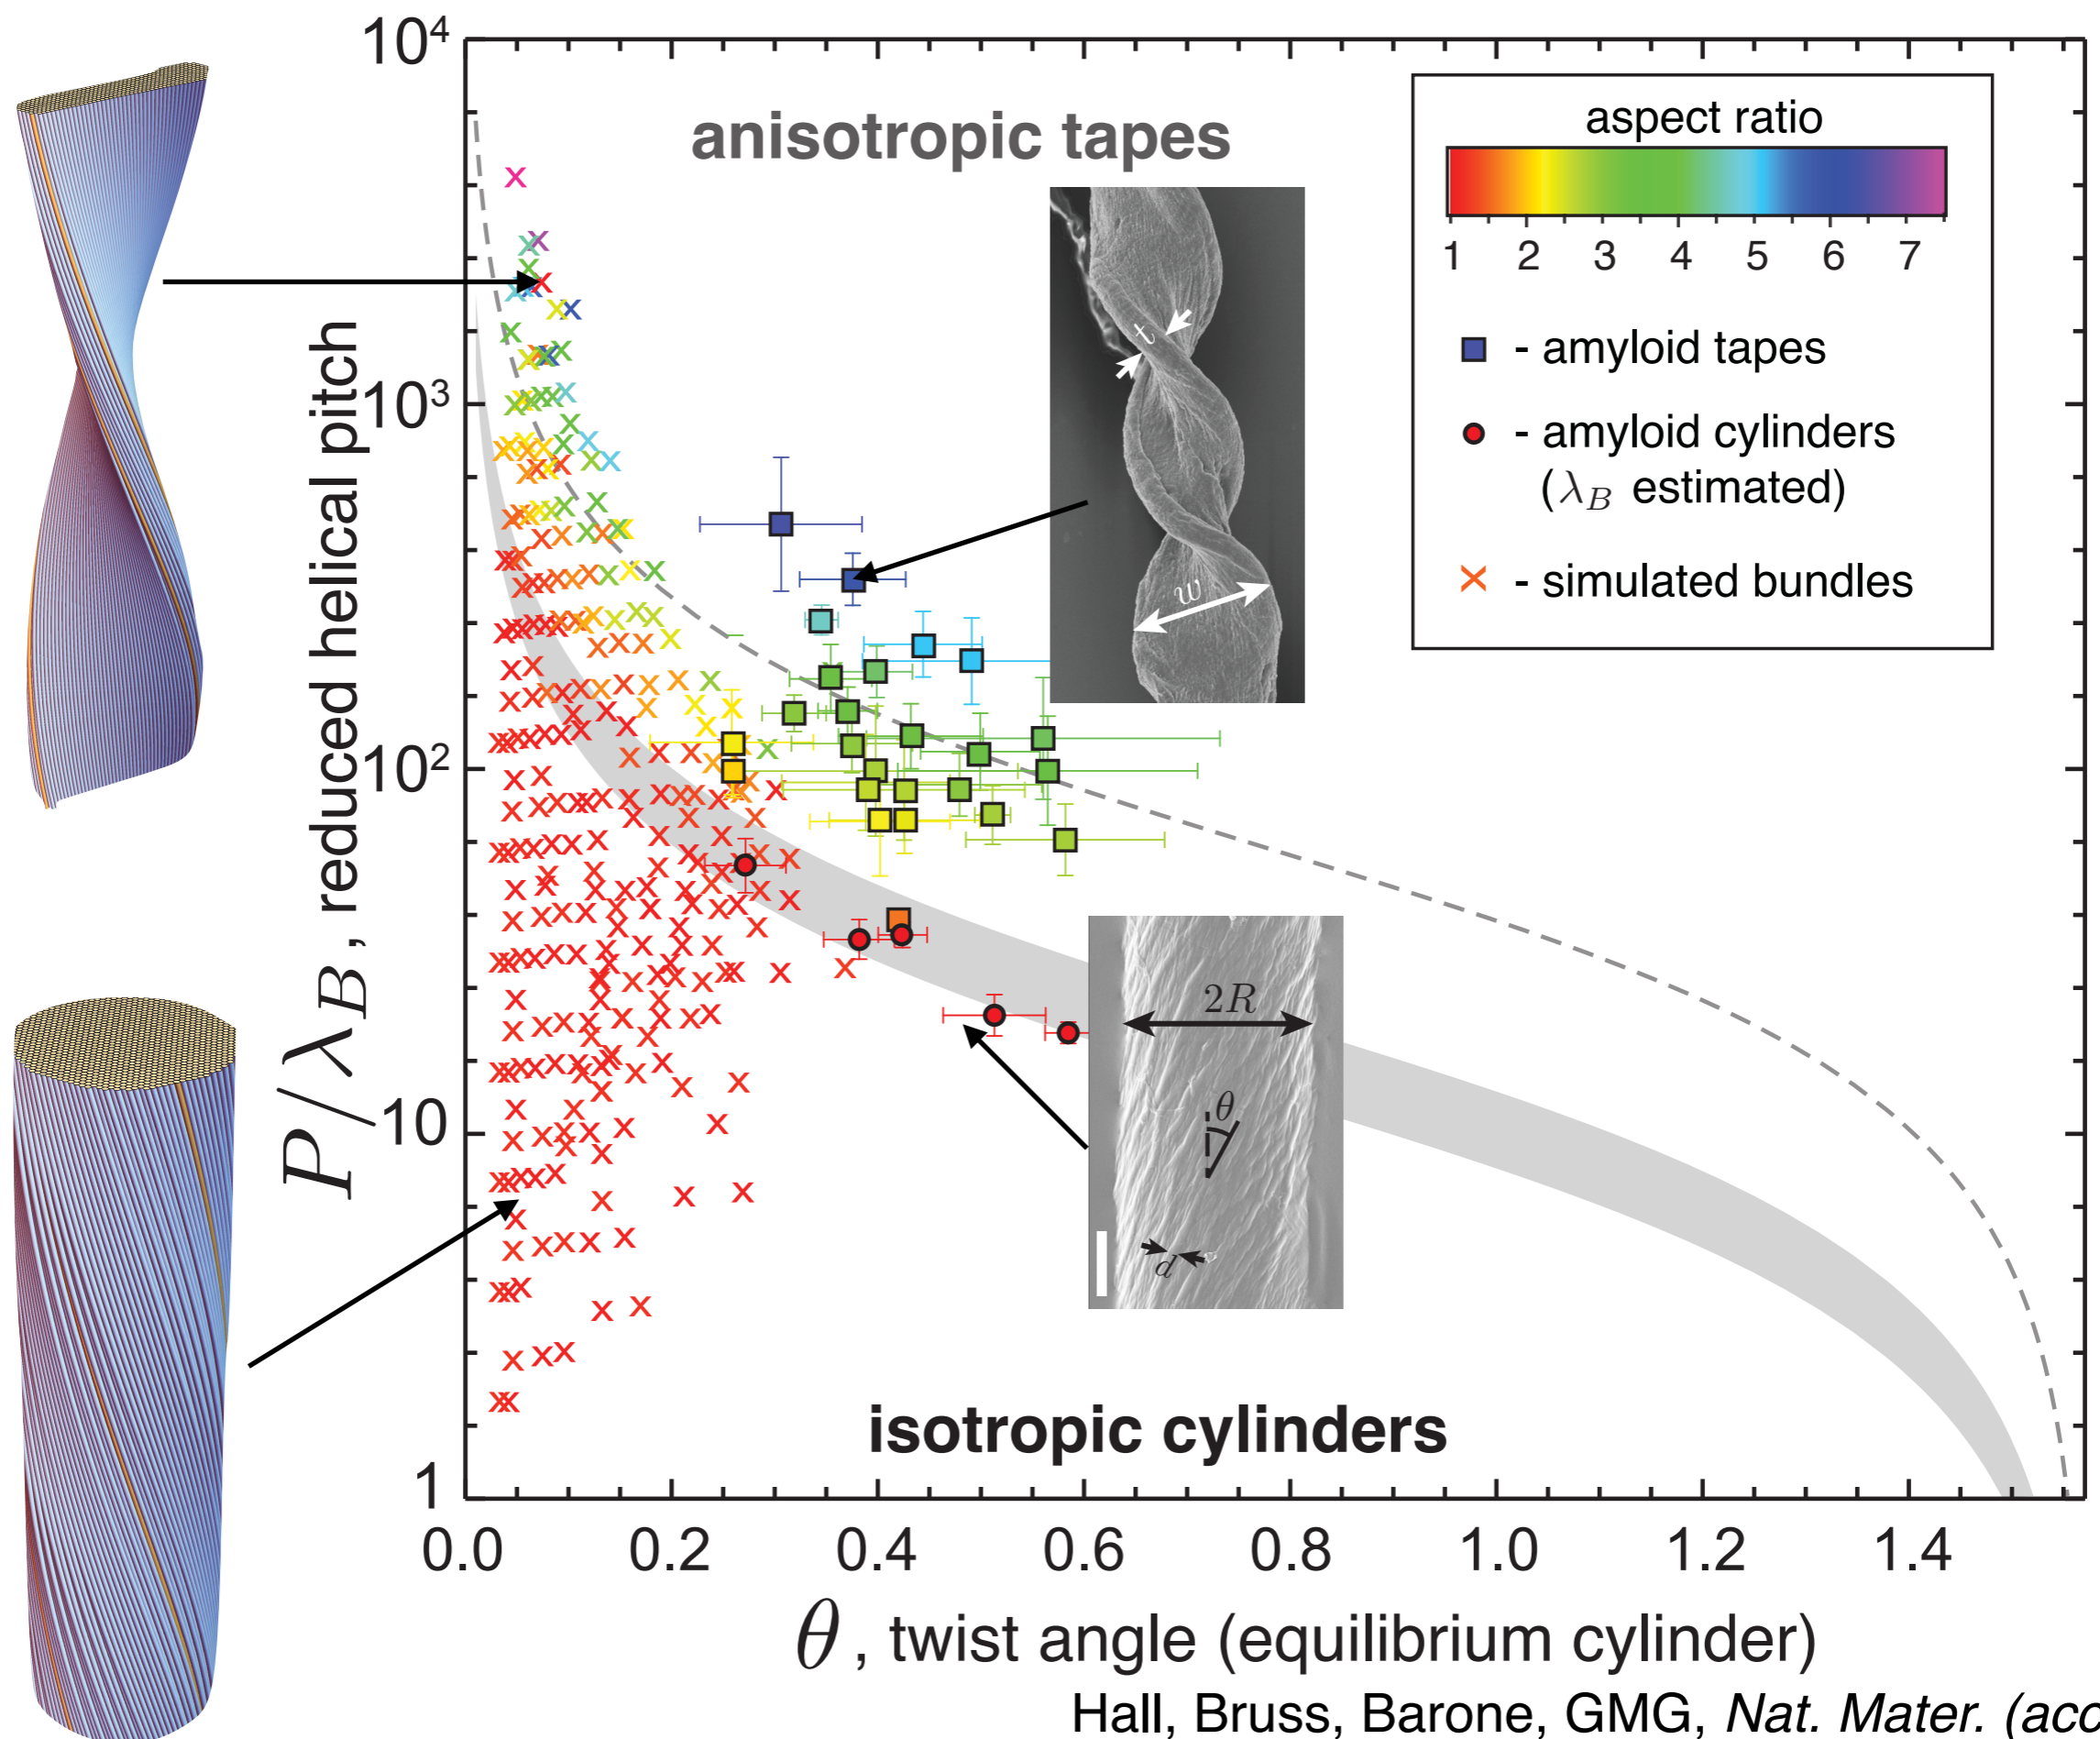 10⁴
10³
10²
10
1
P/λ_B, reduced helical pitch
anisotropic tapes
aspect ratio
1 2 3 4 5 6 7
- amyloid tapes
- amyloid cylinders
(λ_B estimated)
- simulated bundles
t
w
2R
θ
d
isotropic cylinders
0.0 0.2 0.4 0.6 0.8 1.0 1.2 1.4
θ, twist angle (equilibrium cylinder)
Hall, Bruss, Barone, GMG, Nat. Mater. (acc